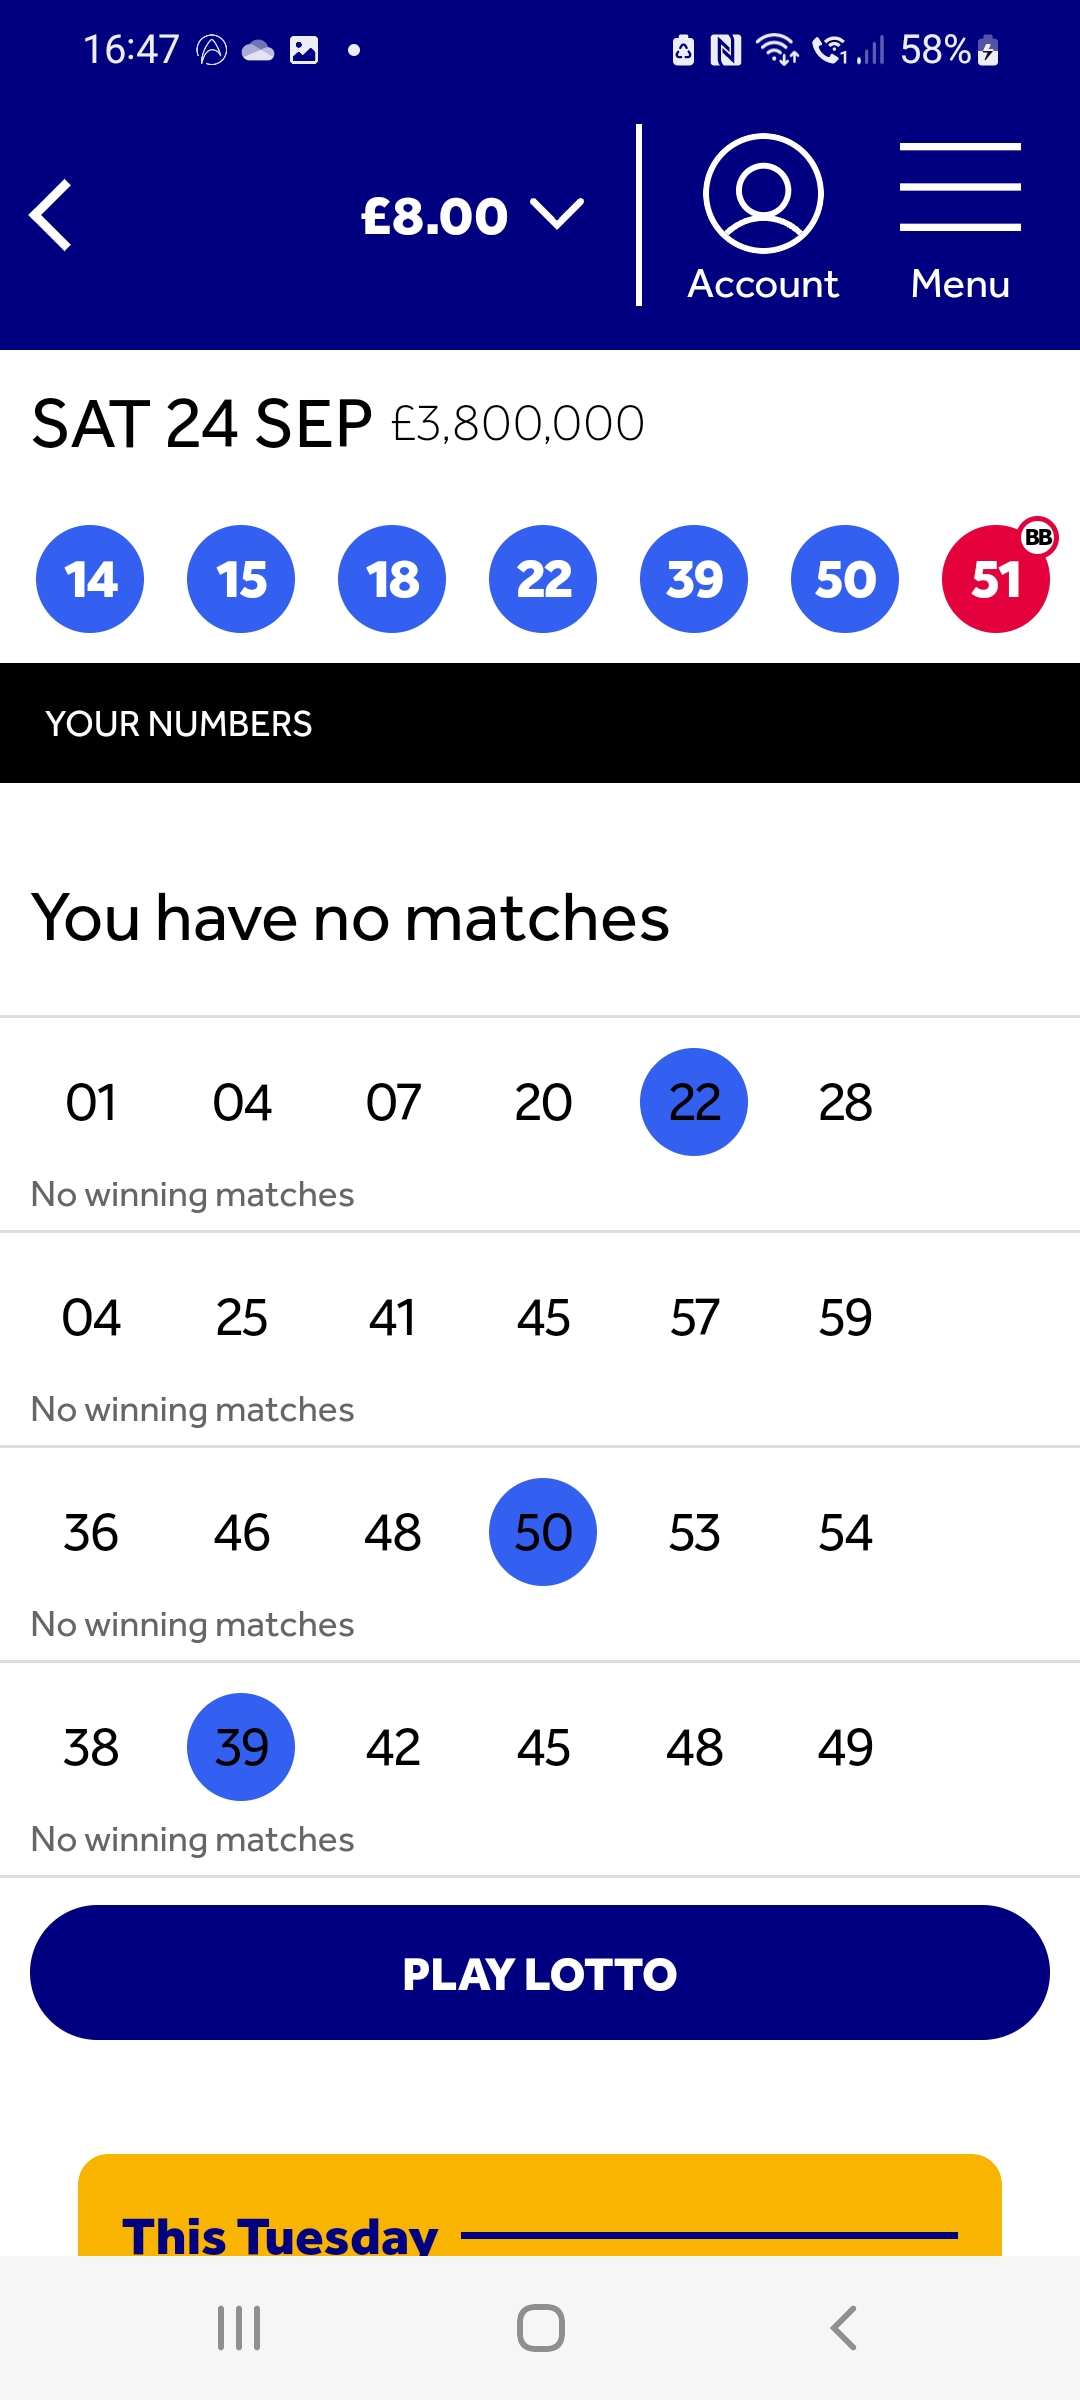 16:47 58%
£8.00
Account Menu
SAT 24 SEP £3,800,000
14 15 18 22 39 50 51 BB
YOUR NUMBERS
You have no matches
01 04 07 20 22 28
No winning matches
04 25 41 45 57 59
No winning matches
36 46 48 50 53 54
No winning matches
38 39 42 45 48 49
No winning matches
PLAY LOTTO
This Tuesday